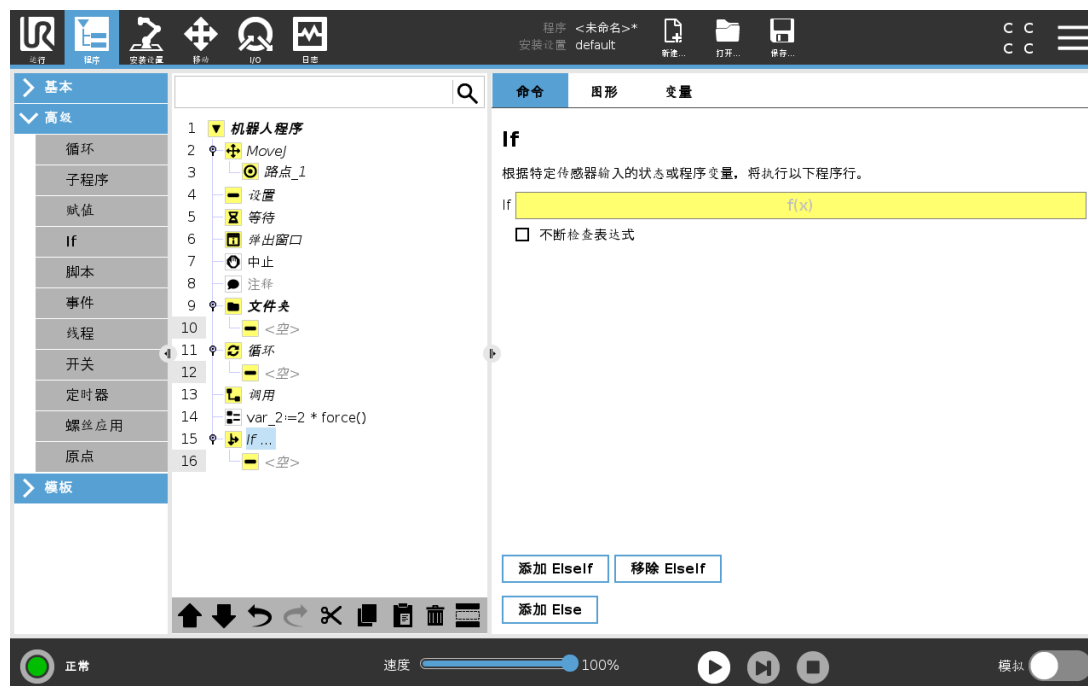 UR
运行
程序
安装设置
移动
I/O
日志
程序 <未命名>*
安装设置 default
新建...
打开...
保存...
C C
C C
基本
高级
循环
子程序
赋值
If
脚本
事件
线程
开关
定时器
螺丝应用
原点
模板
1 机器人程序
2 MoveJ
3 路点_1
4 设置
5 等待
6 弹出窗口
7 中止
8 注释
9 文件夹
10 <空>
11 循环
12 <空>
13 调用
14 var_2:=2 * force()
15 If ...
16 <空>
命令 图形 变量
If
根据特定传感器输入的状态或程序变量，将执行以下程序行。
If f(x)
不断检查表达式
添加 ElseIf 移除 ElseIf
添加 Else
正常
速度 100%
模拟